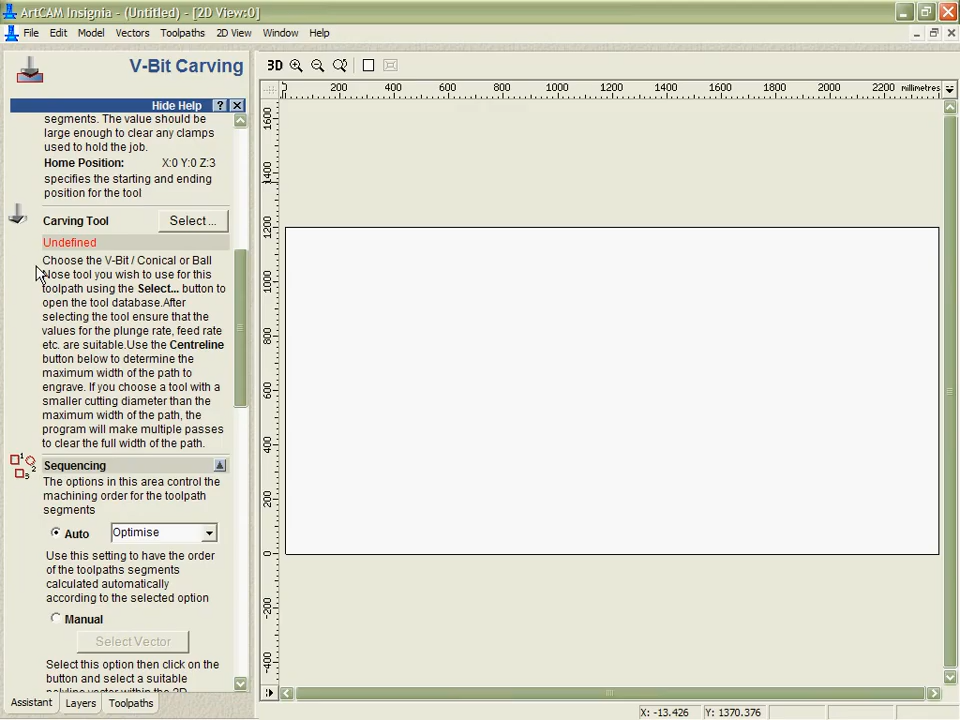 ArtCAM Insignia - (Untitled) - [2D View:0]
File Edit Model Vectors Toolpaths 2D View Window Help
V-Bit Carving
Hide Help ?
segments. The value should be
large enough to clear any clamps
used to hold the job.
Home Position: X:0 Y:0 Z:3
specifies the starting and ending
position for the tool
Carving Tool Select...
Undefined
Choose the V-Bit / Conical or Ball
Nose tool you wish to use for this
toolpath using the Select... button to
open the tool database.After
selecting the tool ensure that the
values for the plunge rate, feed rate
etc. are suitable.Use the Centreline
button below to determine the
maximum width of the path to
engrave. If you choose a tool with a
smaller cutting diameter than the
maximum width of the path, the
program will make multiple passes
to clear the full width of the path.
1 2 3
Sequencing
The options in this area control the
machining order for the toolpath
segments
Auto Optimise
Use this setting to have the order
of the toolpaths segments
calculated automatically
according to the selected option
Manual
Select Vector
Select this option then click on the
button and select a suitable
polyline vector within the 2D
Assistant Layers Toolpaths
3D
0 200 400 600 800 1000 1200 1400 1600 1800 2000 2200 millimetres
1600
1400
1200
1000
800
600
400
200
0
-200
-400
X: -13.426 Y: 1370.376